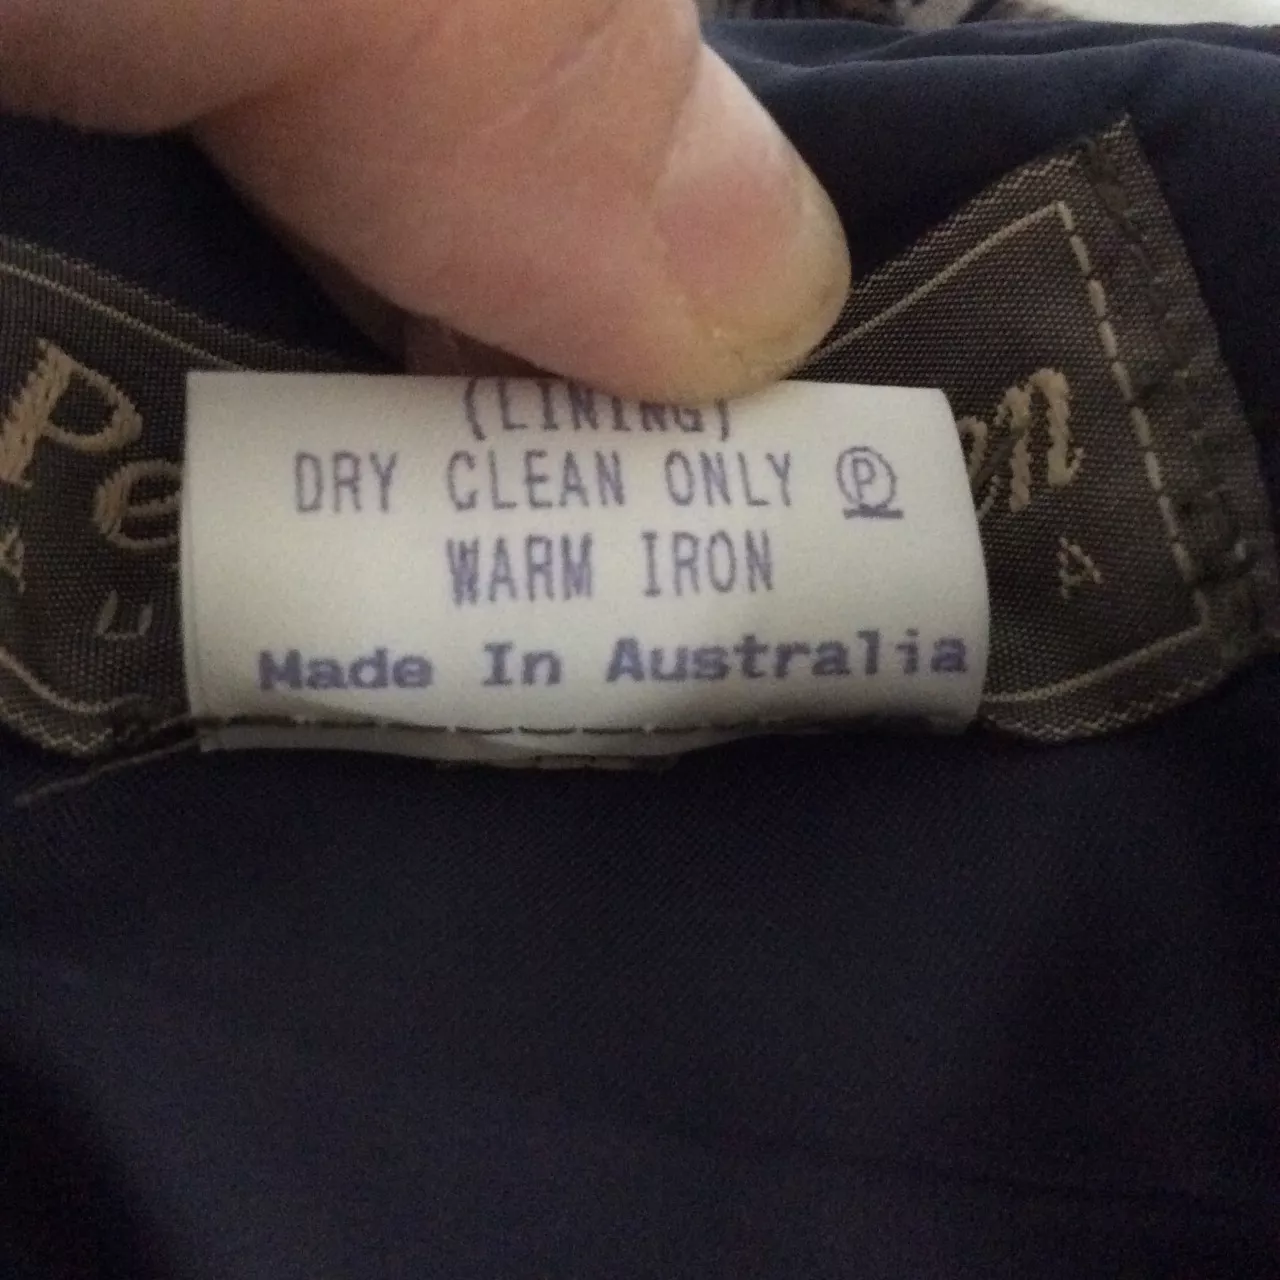 (LINING)
DRY CLEAN ONLY Ⓟ
WARM IRON
Made In Australia